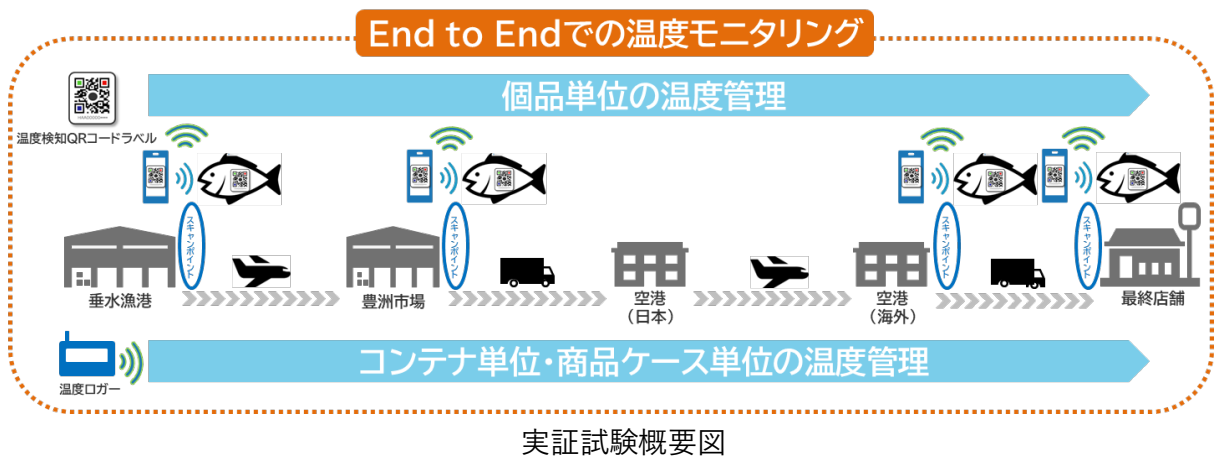 End to Endでの温度モニタリング
個品単位の温度管理
温度検知QRコードラベル
スキャンポイント
スキャンポイント
スキャンポイント
スキャンポイント
垂水漁港
豊洲市場
空港
（日本）
空港
（海外）
最終店舗
コンテナ単位・商品ケース単位の温度管理
温度ロガー
実証試験概要図